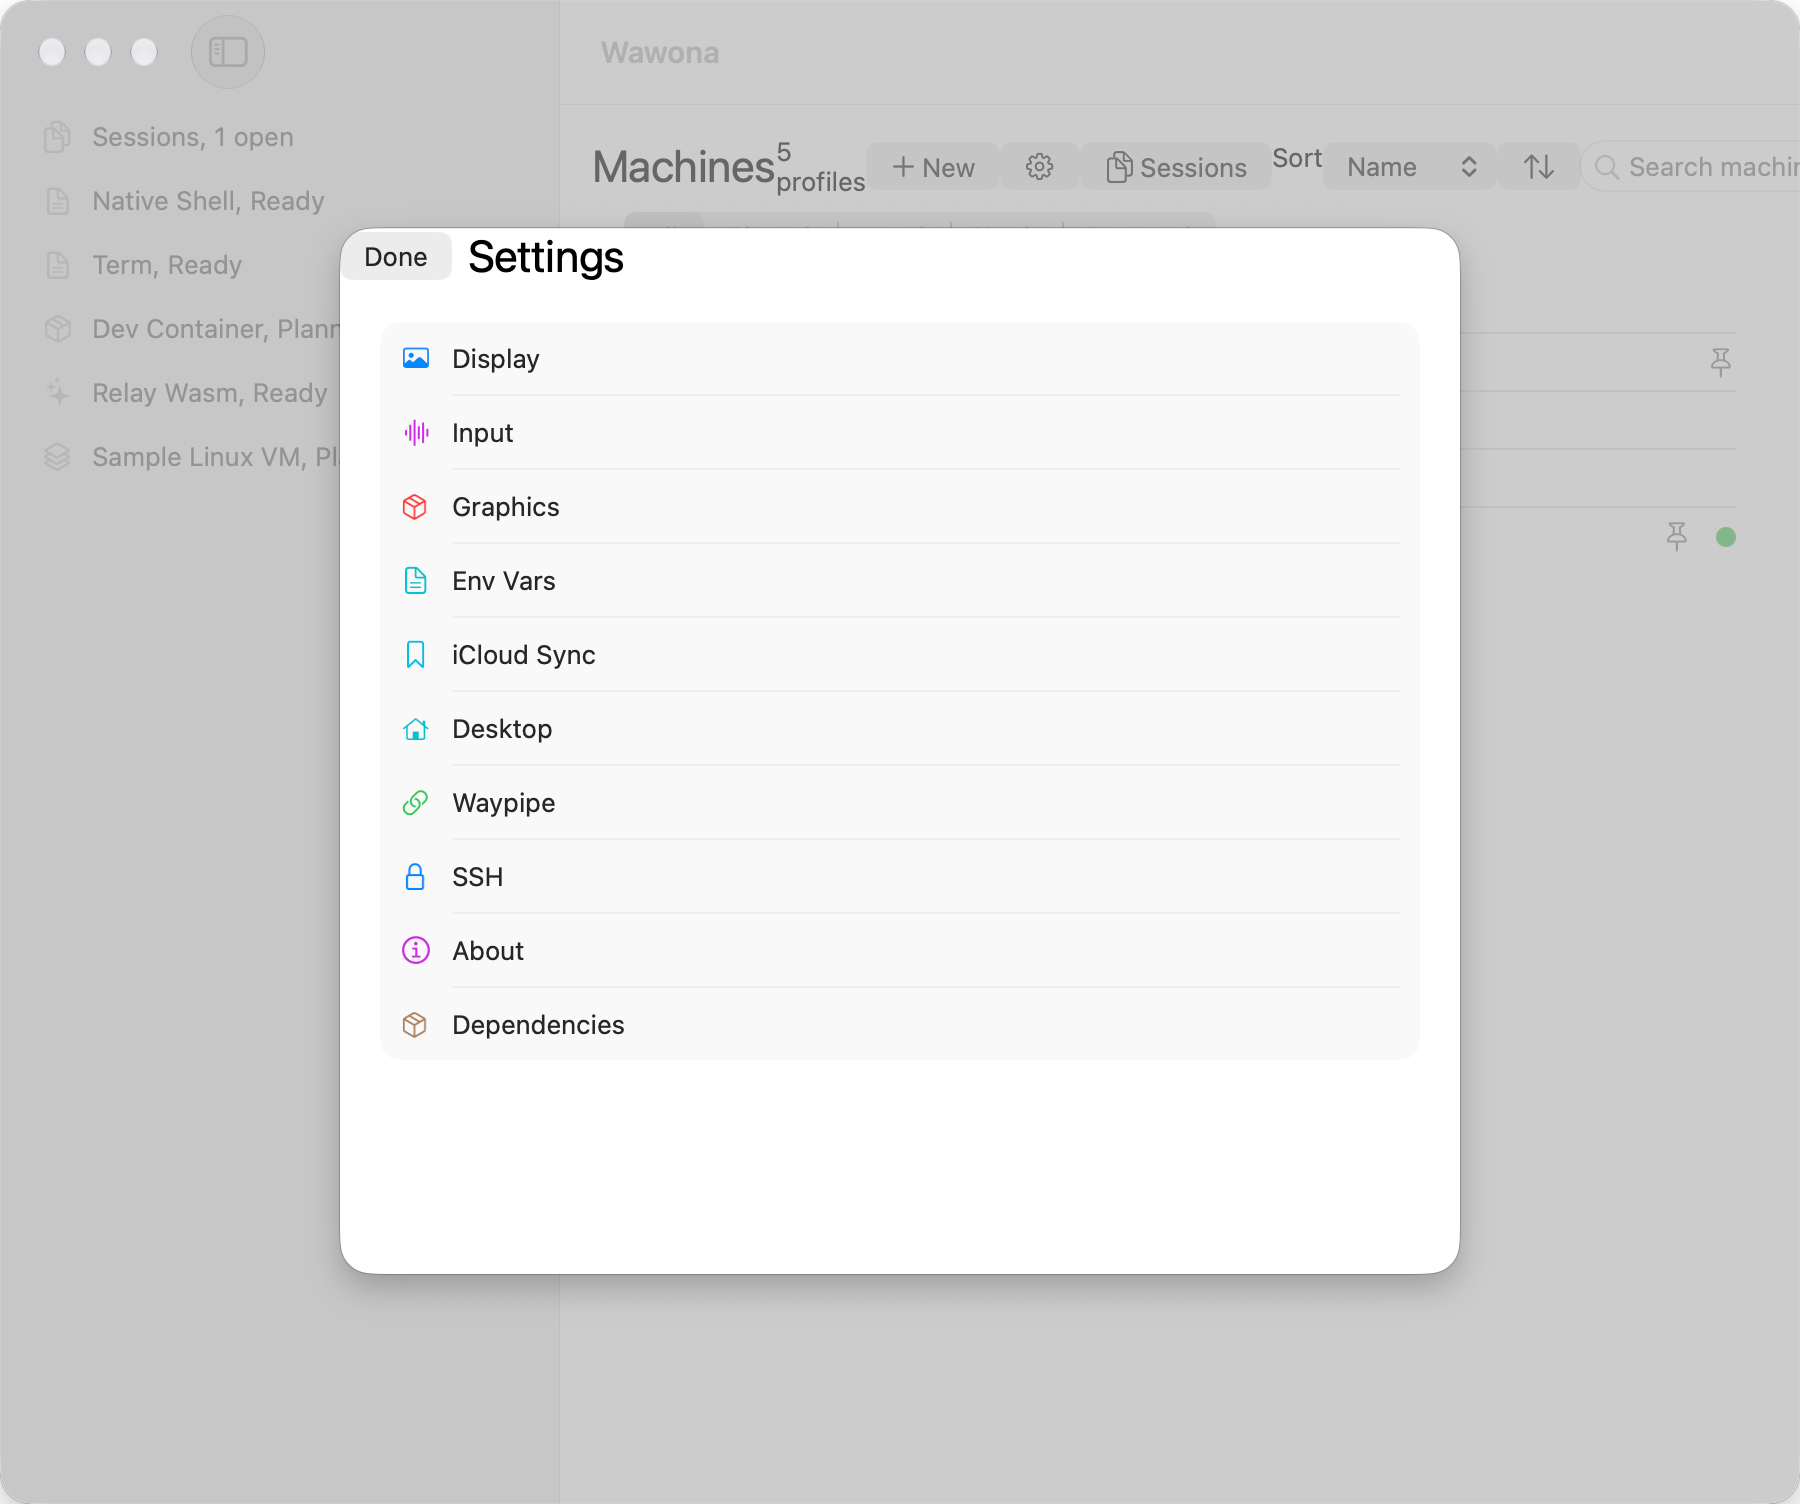 Wawona
Sessions, 1 open
Native Shell, Ready
Term, Ready
Dev Container, Plann
Relay Wasm, Ready
Sample Linux VM, Pl
Machines
5 profiles
New
Sessions
Sort
Name
Search machin
Done
Settings
Display
Input
Graphics
Env Vars
iCloud Sync
Desktop
Waypipe
SSH
About
Dependencies